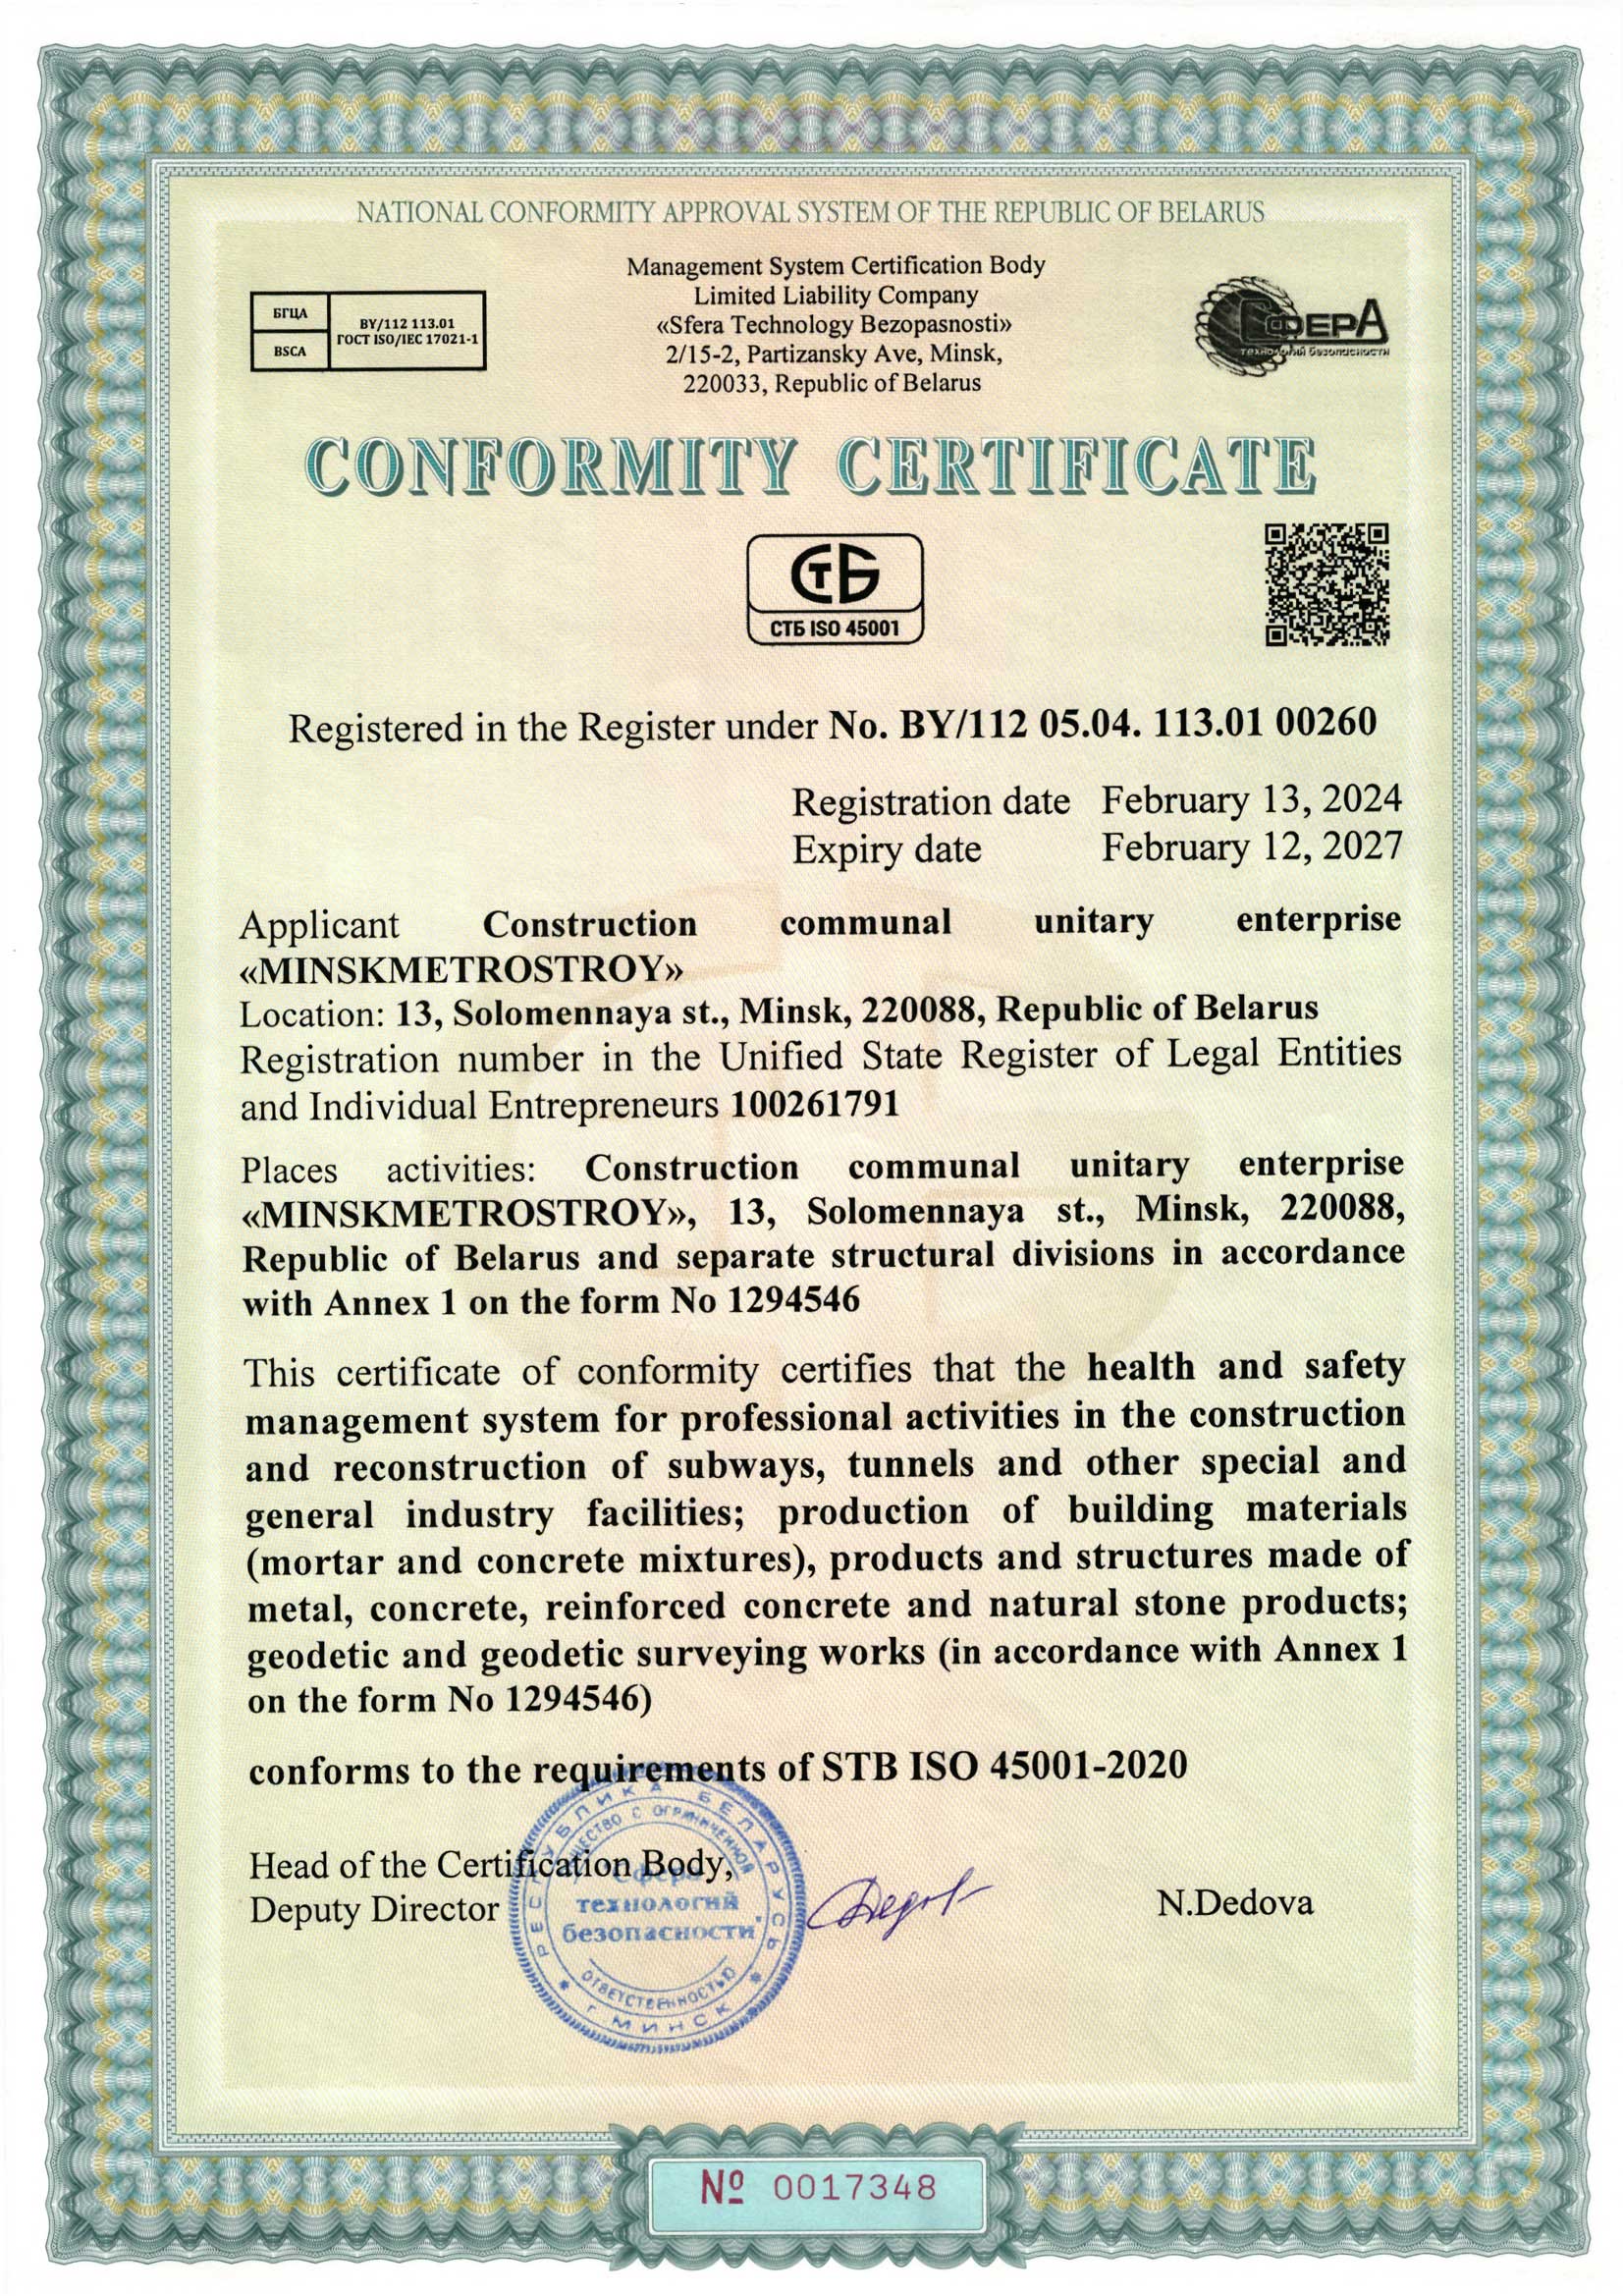 NATIONAL CONFORMITY APPROVAL SYSTEM OF THE REPUBLIC OF BELARUS
БГЦА
BSCA
BY/112 113.01
ГОСТ ISO/IEC 17021-1
Management System Certification Body
Limited Liability Company
«Sfera Technology Bezopasnosti»
2/15-2, Partizansky Ave, Minsk,
220033, Republic of Belarus
СФЕРА
технологий безопасности
CONFORMITY CERTIFICATE
СТБ
СТБ ISO 45001
Registered in the Register under No. BY/112 05.04. 113.01 00260
Registration date February 13, 2024
Expiry date February 12, 2027
Applicant Construction communal unitary enterprise
«MINSKMETROSTROY»
Location: 13, Solomennaya st., Minsk, 220088, Republic of Belarus
Registration number in the Unified State Register of Legal Entities
and Individual Entrepreneurs 100261791
Places activities: Construction communal unitary enterprise
«MINSKMETROSTROY», 13, Solomennaya st., Minsk, 220088,
Republic of Belarus and separate structural divisions in accordance
with Annex 1 on the form No 1294546
This certificate of conformity certifies that the health and safety
management system for professional activities in the construction
and reconstruction of subways, tunnels and other special and
general industry facilities; production of building materials
(mortar and concrete mixtures), products and structures made of
metal, concrete, reinforced concrete and natural stone products;
geodetic and geodetic surveying works (in accordance with Annex 1
on the form No 1294546)
conforms to the requirements of STB ISO 45001-2020
Head of the Certification Body,
Deputy Director
N.Dedova
РЕСПУБЛИКА БЕЛАРУСЬ
ОБЩЕСТВО С ОГРАНИЧЕННОЙ
"Сфера
технологий
безопасности"
ОТВЕТСТВЕННОСТЬЮ
* г. МИНСК *
№ 0017348